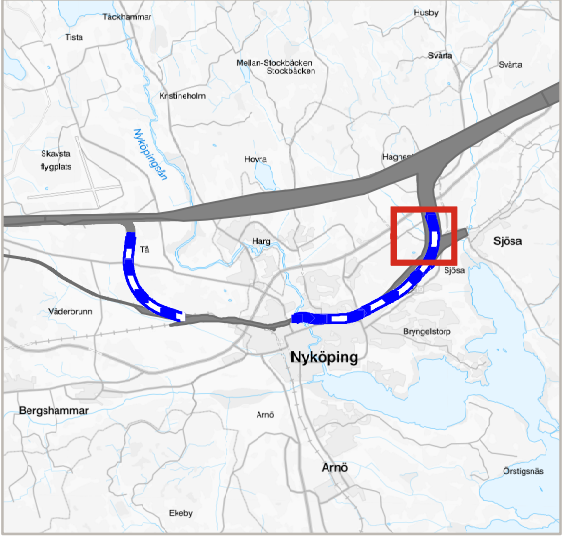 Husby
Täckhammar
Tista
Svärta
Mellan-Stockbäcken
Svärta
Stockbäcken
Kristineholm
Nyköpingsån
Skavsta
flygplats
Hovra
Harg
Sjösa
Tå
Sjösa
Väderbrunn
Bryngelstorp
Nyköping
Bergshammar
Arnö
Arnö
Örstigsnäs
Ekeby